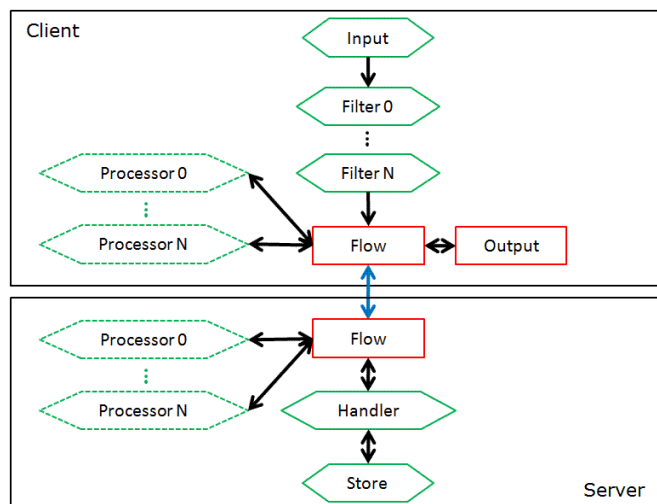 Client
Input
Filter 0
Filter N
Processor 0
Processor N
Flow
Output
Processor 0
Processor N
Flow
Handler
Store
Server